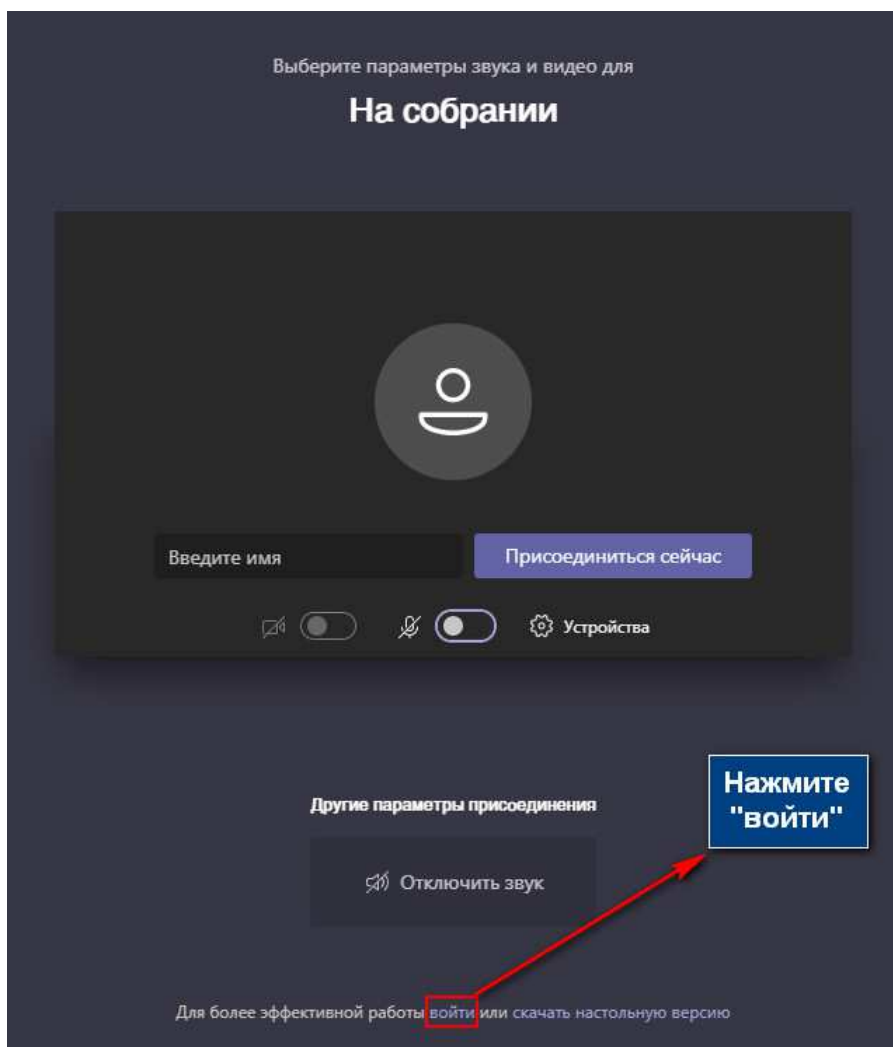 Выберите параметры звука и видео для
На собрании
Введите имя
Присоединиться сейчас
Устройства
Другие параметры присоединения
Нажмите
"войти"
Отключить звук
Для более эффективной работы войти или скачать настольную версию